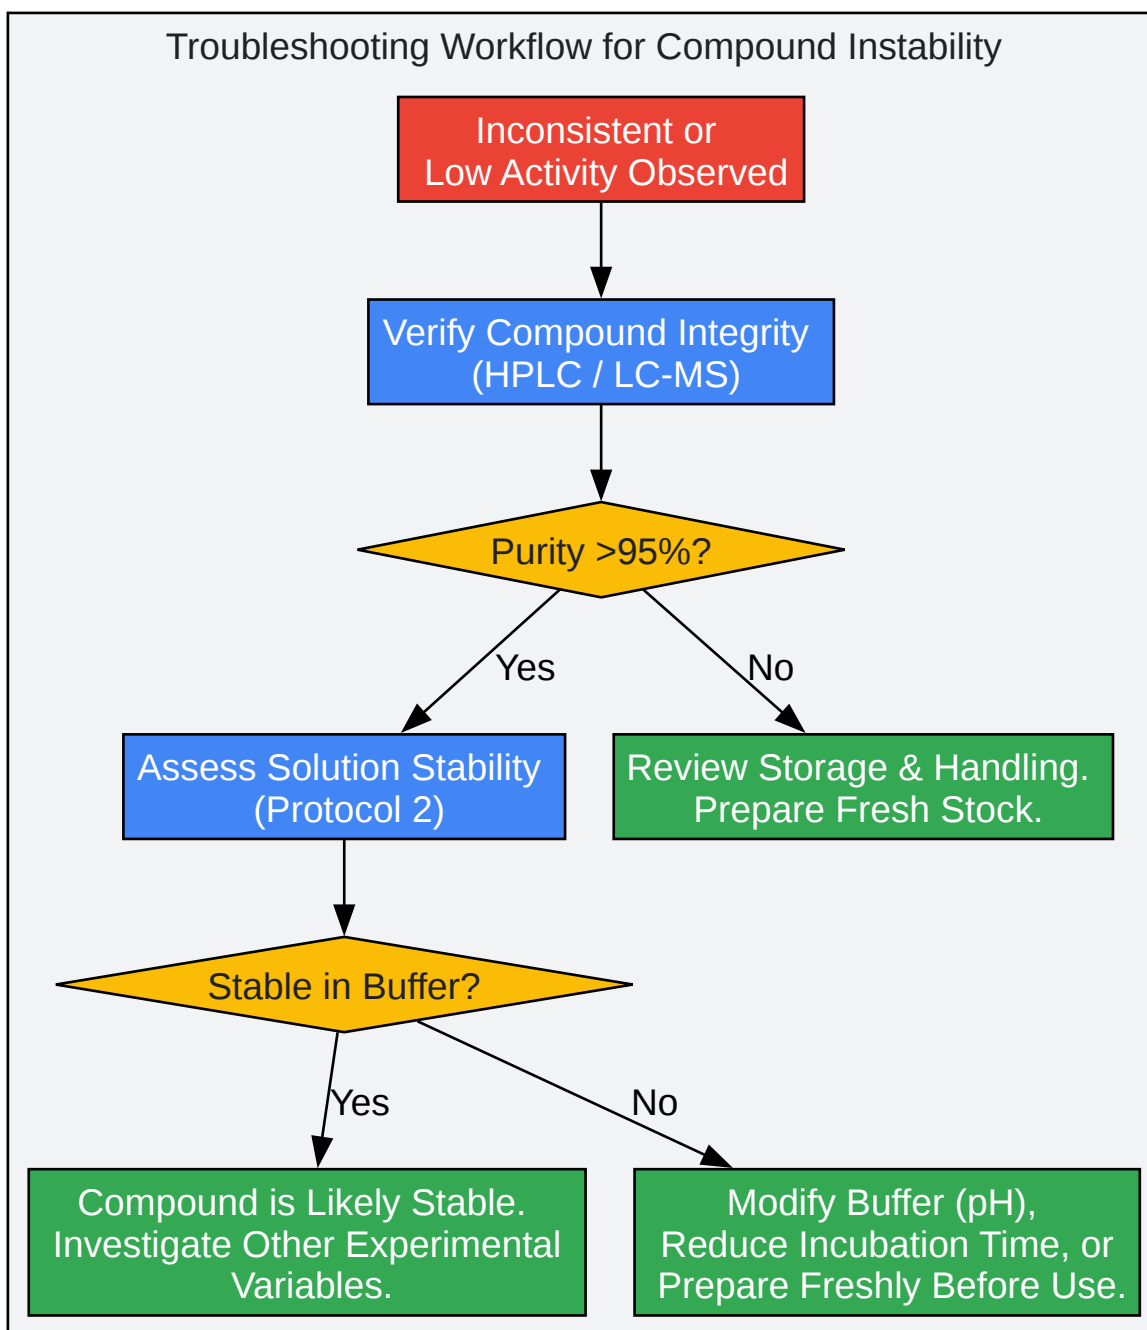 Troubleshooting Workflow for Compound Instability
Inconsistent or
Low Activity Observed
Verify Compound Integrity
(HPLC / LC-MS)
Purity >95%?
Yes
No
Assess Solution Stability
(Protocol 2)
Review Storage & Handling.
Prepare Fresh Stock.
Stable in Buffer?
Yes
No
Compound is Likely Stable.
Investigate Other Experimental
Variables.
Modify Buffer (pH),
Reduce Incubation Time, or
Prepare Freshly Before Use.